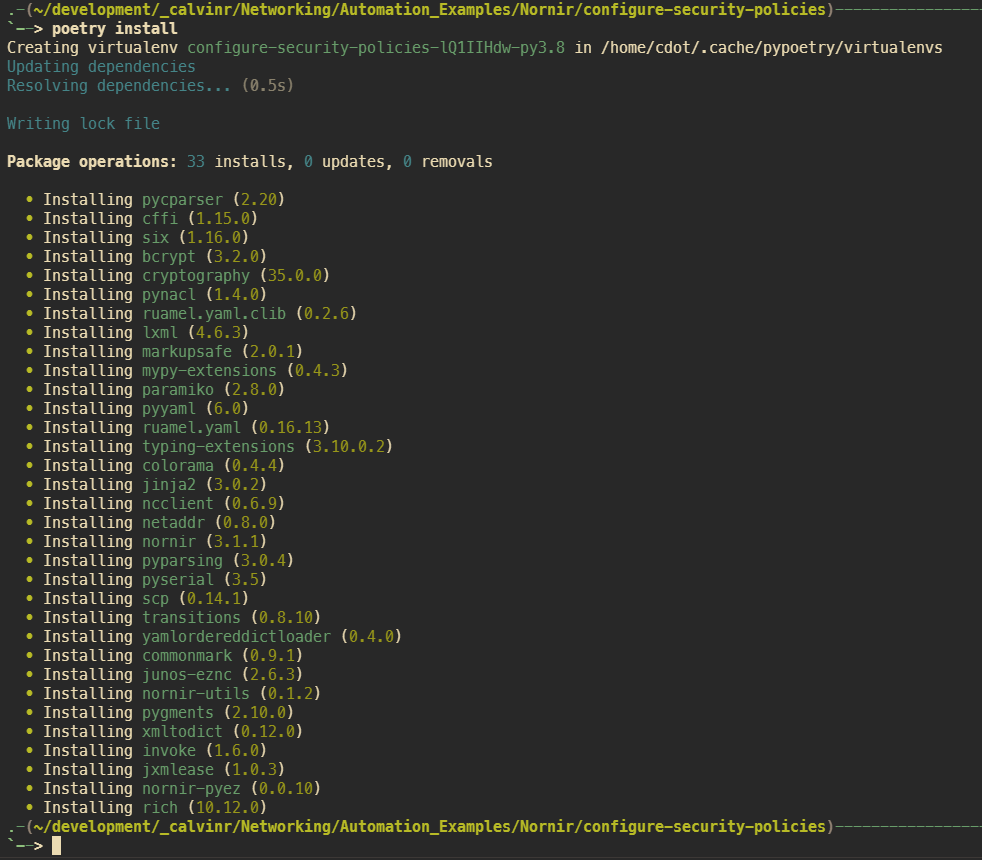 .-(~/development/_calvinr/Networking/Automation_Examples/Nornir/configure-security-policies)----------------
`--> poetry install
Creating virtualenv configure-security-policies-lQ1IIHdw-py3.8 in /home/cdot/.cache/pypoetry/virtualenvs
Updating dependencies
Resolving dependencies... (0.5s)
Writing lock file
Package operations: 33 installs, 0 updates, 0 removals
• Installing pycparser (2.20)
• Installing cffi (1.15.0)
• Installing six (1.16.0)
• Installing bcrypt (3.2.0)
• Installing cryptography (35.0.0)
• Installing pynacl (1.4.0)
• Installing ruamel.yaml.clib (0.2.6)
• Installing lxml (4.6.3)
• Installing markupsafe (2.0.1)
• Installing mypy-extensions (0.4.3)
• Installing paramiko (2.8.0)
• Installing pyyaml (6.0)
• Installing ruamel.yaml (0.16.13)
• Installing typing-extensions (3.10.0.2)
• Installing colorama (0.4.4)
• Installing jinja2 (3.0.2)
• Installing ncclient (0.6.9)
• Installing netaddr (0.8.0)
• Installing nornir (3.1.1)
• Installing pyparsing (3.0.4)
• Installing pyserial (3.5)
• Installing scp (0.14.1)
• Installing transitions (0.8.10)
• Installing yamlordereddictloader (0.4.0)
• Installing commonmark (0.9.1)
• Installing junos-eznc (2.6.3)
• Installing nornir-utils (0.1.2)
• Installing pygments (2.10.0)
• Installing xmltodict (0.12.0)
• Installing invoke (1.6.0)
• Installing jxmlease (1.0.3)
• Installing nornir-pyez (0.0.10)
• Installing rich (10.12.0)
.-(~/development/_calvinr/Networking/Automation_Examples/Nornir/configure-security-policies)----------------
`-->